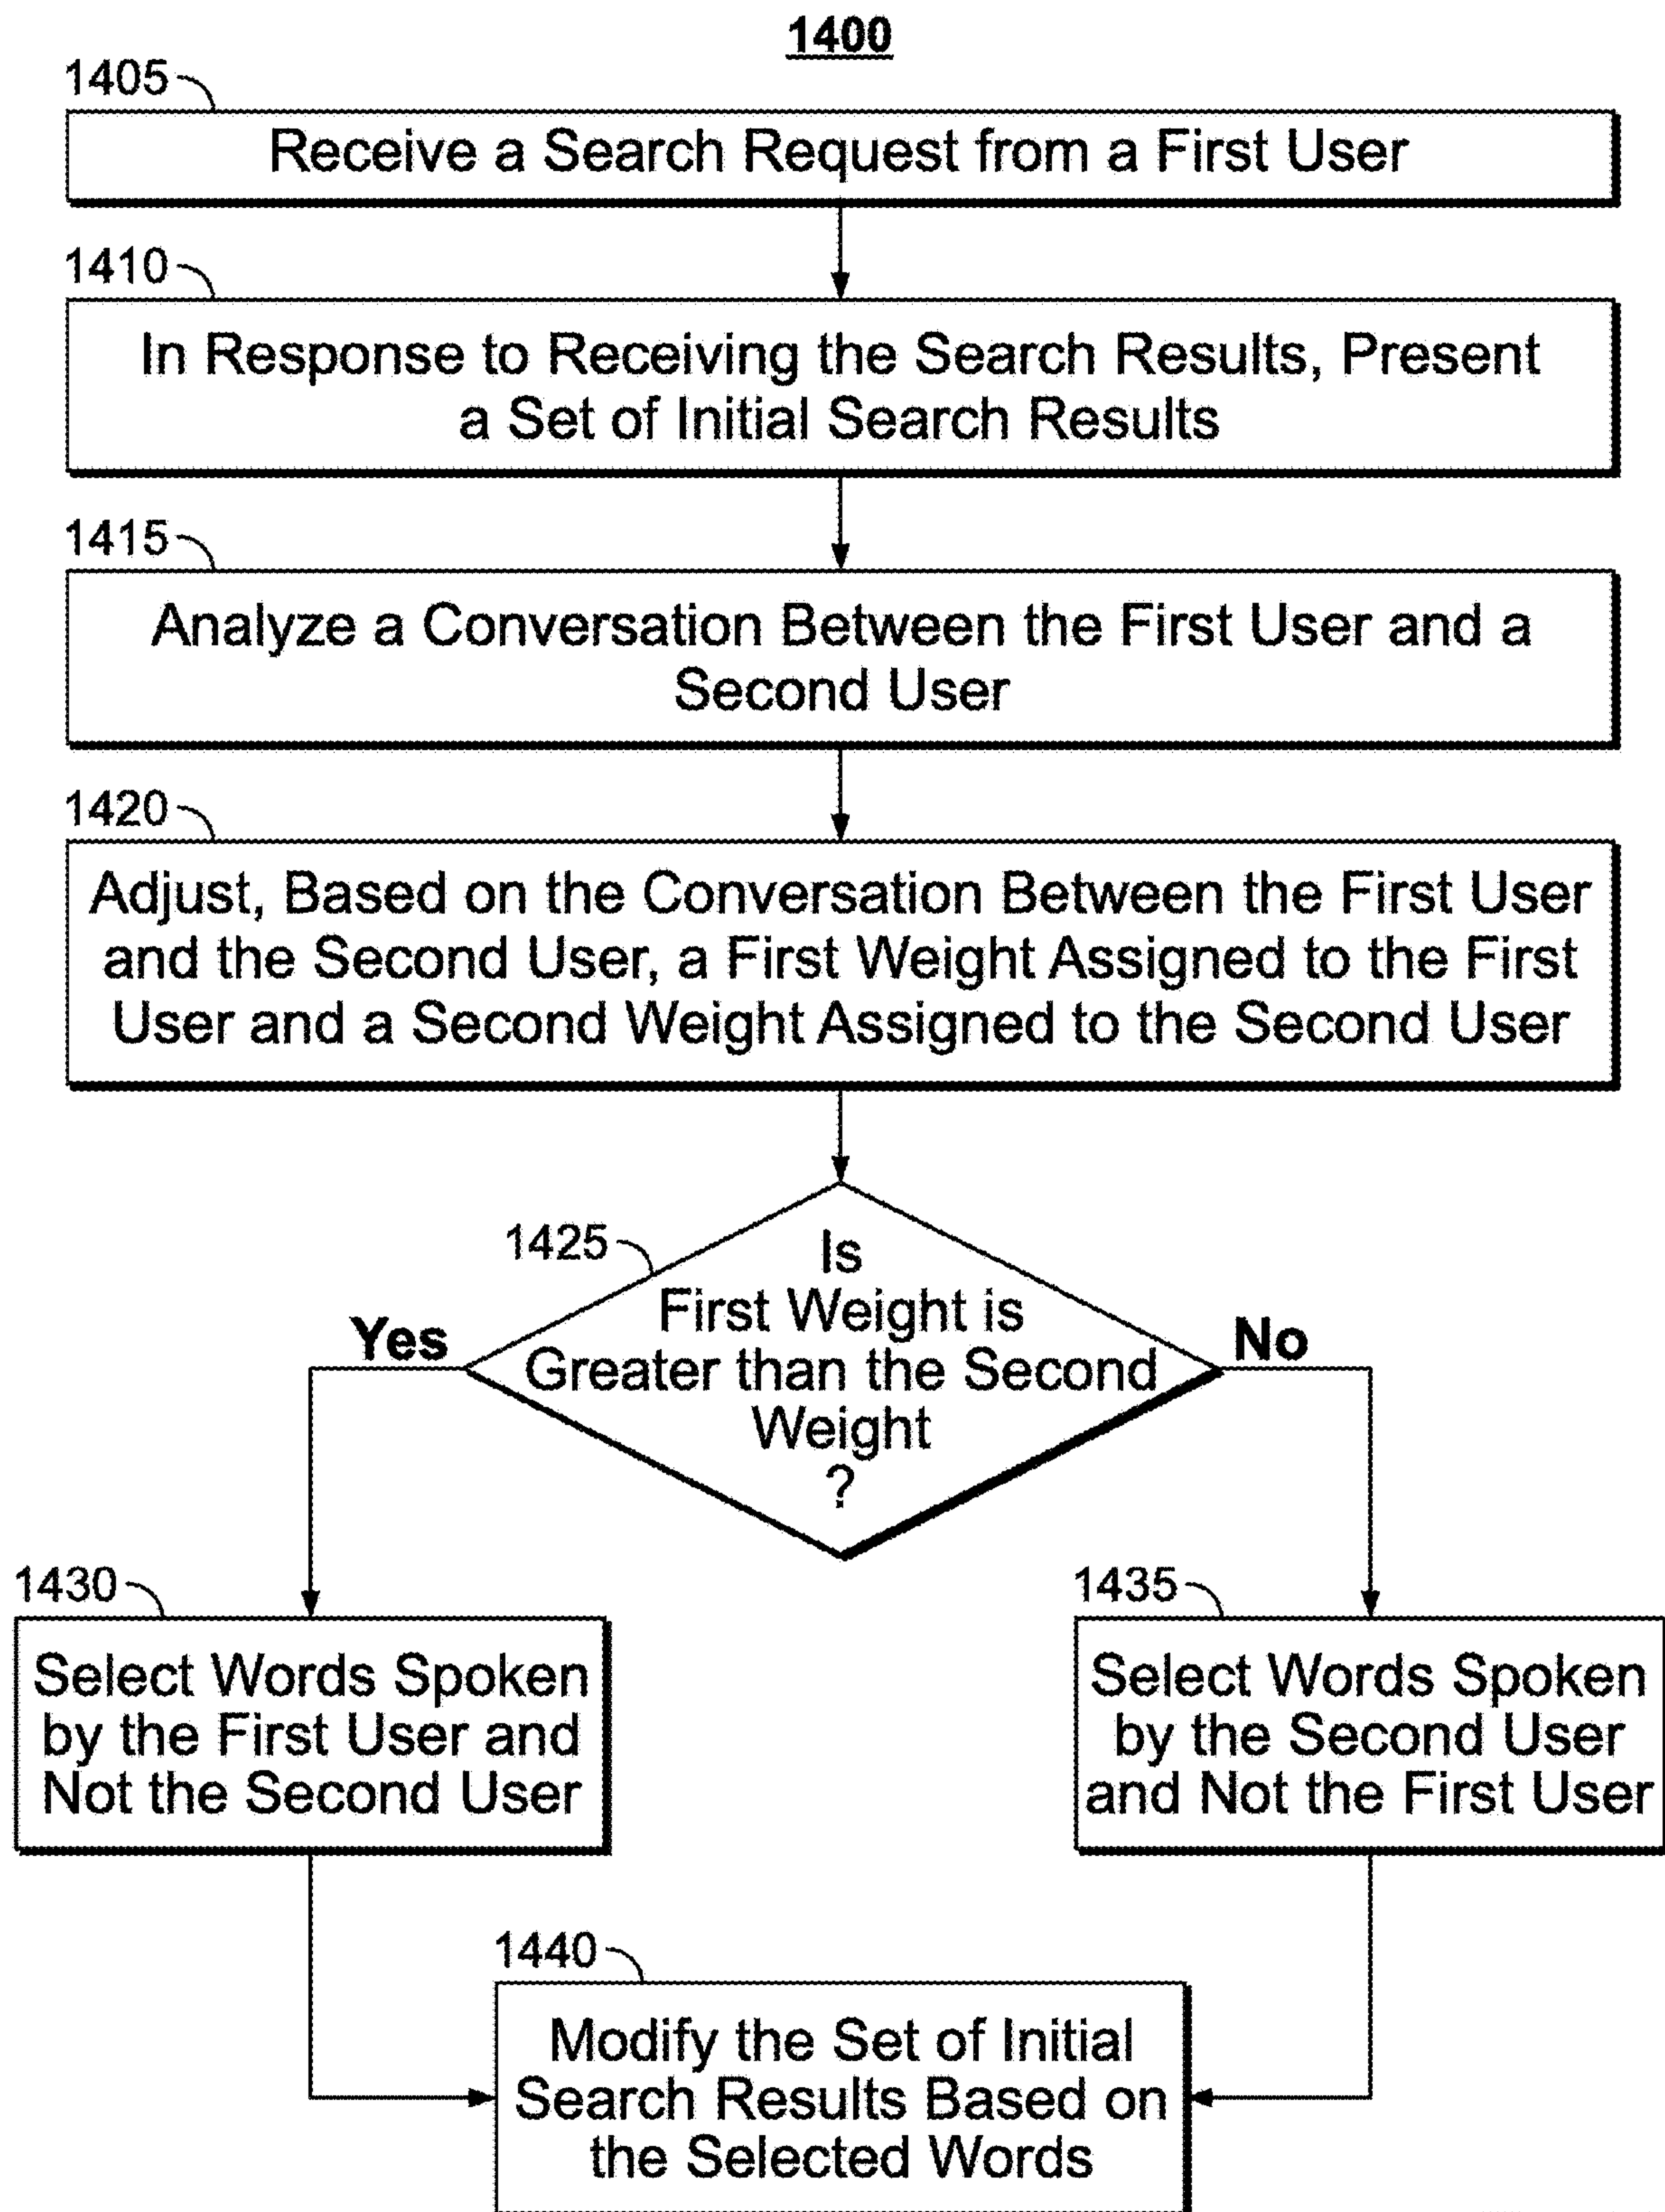 1400
1405
Receive a Search Request from a First User
1410
In Response to Receiving the Search Results, Present
a Set of Initial Search Results
1415
Analyze a Conversation Between the First User and a
Second User
1420
Adjust, Based on the Conversation Between the First User
and the Second User, a First Weight Assigned to the First
User and a Second Weight Assigned to the Second User
1425
Is
First Weight is
Greater than the Second
Weight
?
Yes
No
1430
Select Words Spoken
by the First User and
Not the Second User
1435
Select Words Spoken
by the Second User
and Not the First User
1440
Modify the Set of Initial
Search Results Based on
the Selected Words